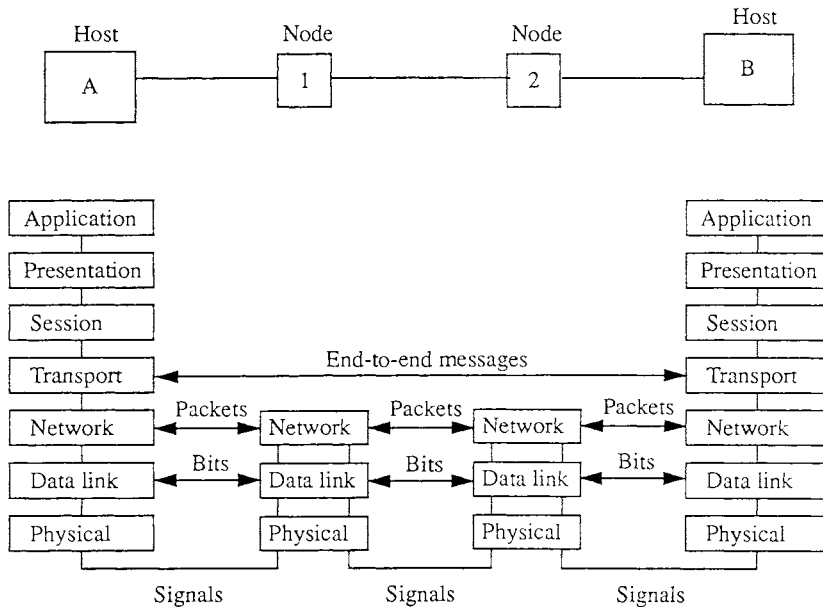 Host Node Node Host
A 1 2 B
Application Application
Presentation Presentation
Session Session
End-to-end messages
Transport Transport
Packets Packets Packets
Network Network Network Network
Bits Bits Bits
Data link Data link Data link Data link
Physical Physical Physical Physical
Signals Signals Signals